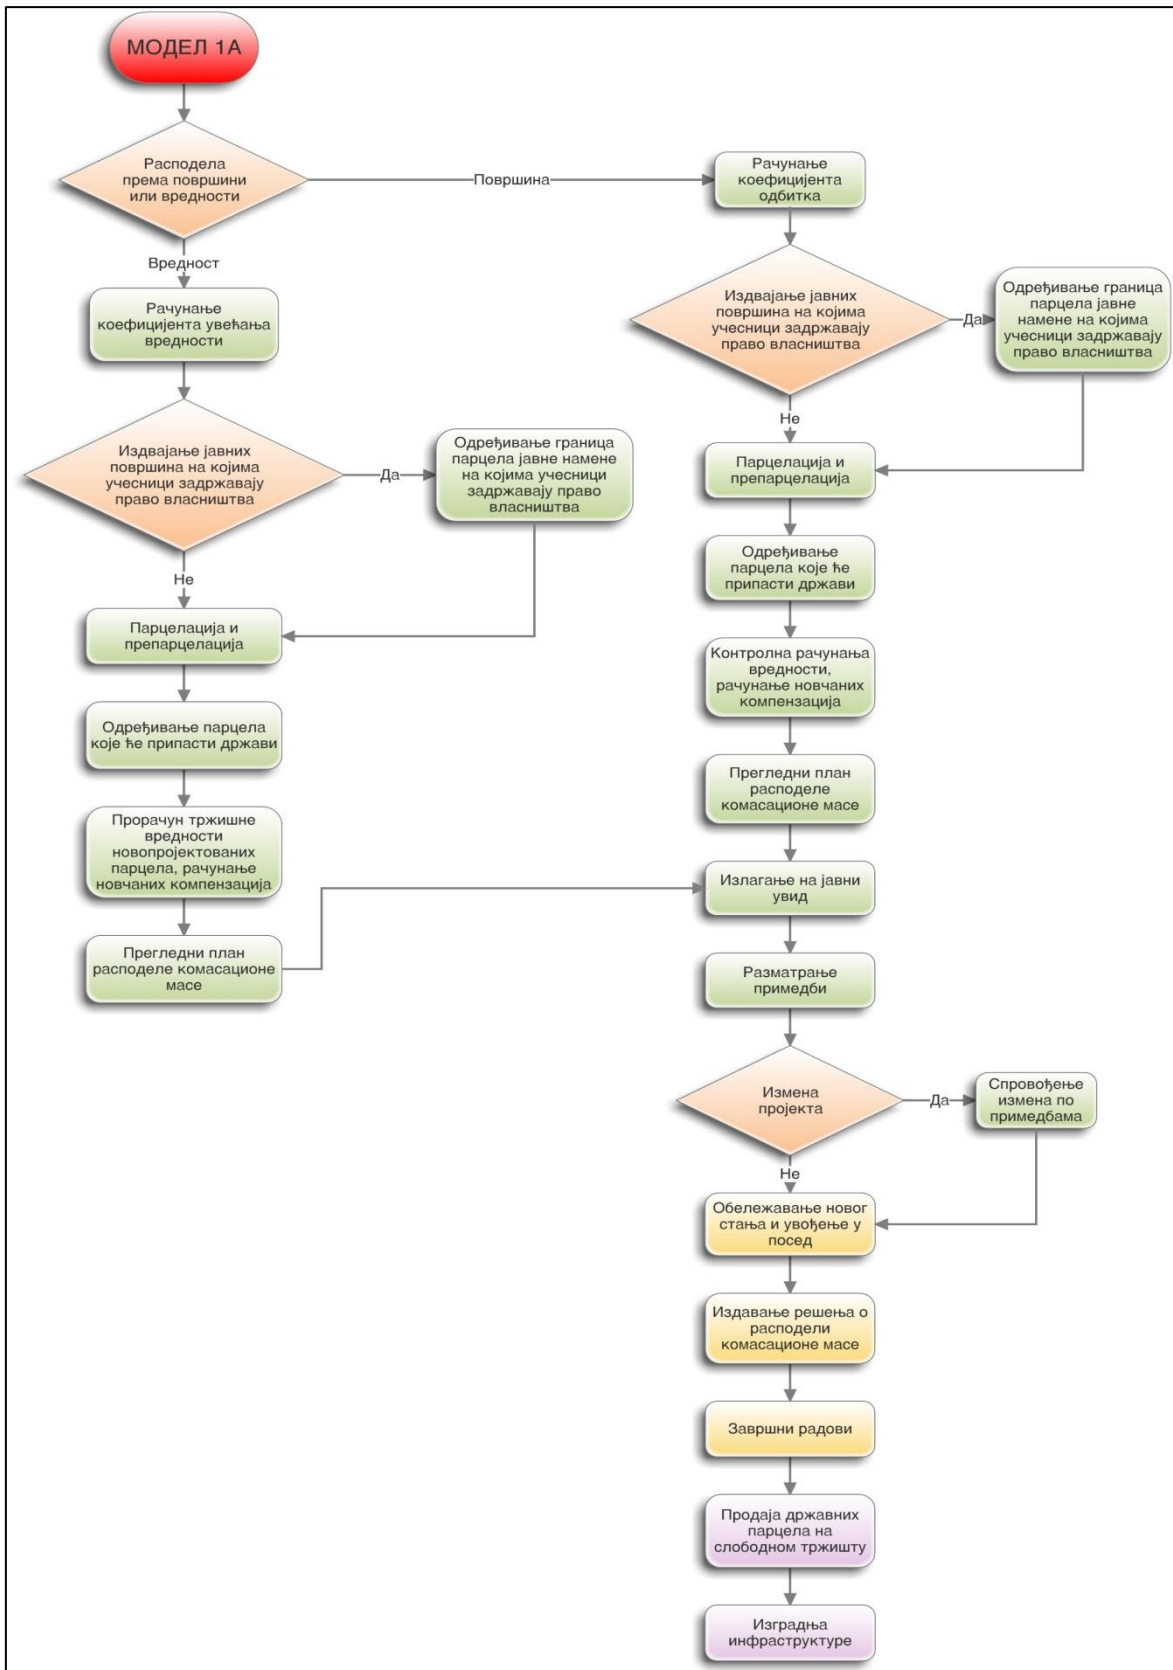 МОДЕЛ 1А
Расподела
према површини
или вредности
Површина
Рачунање
коефицијента
одбитка
Вредност
Рачунање
коефицијента увећања
вредности
Издвајање јавних
површина на којима
учесници задржавају
право власништва
Да
Одређивање граница
парцела јавне намене
на којима учесници
задржавају право
власништва
Не
Парцелација и
препарцелација
Одређивање парцела
које ће припасти држави
Прорачун тржишне
вредности
новопројектованих
парцела, рачунање
новчаних компензација
Прегледни план
расподеле комасационе
масе
Издвајање јавних
површина на којима
учесници задржавају
право власништва
Да
Одређивање граница
парцела јавне
намене на којима
учесници задржавају
право власништва
Не
Парцелација и
препарцелација
Одређивање
парцела које ће
припасти држави
Контролна рачунања
вредности,
рачунање новчаних
компензација
Прегледни план
расподеле
комасационе масе
Излагање на јавни
увид
Разматрање
примедби
Измена
пројекта
Да
Спровођење
измена по
примедбама
Не
Обележавање новог
стања и увођење у
посед
Издавање решења о
расподели
комасационе масе
Завршни радови
Продаја државних
парцела на
слободном тржишту
Изградња
инфраструктуре